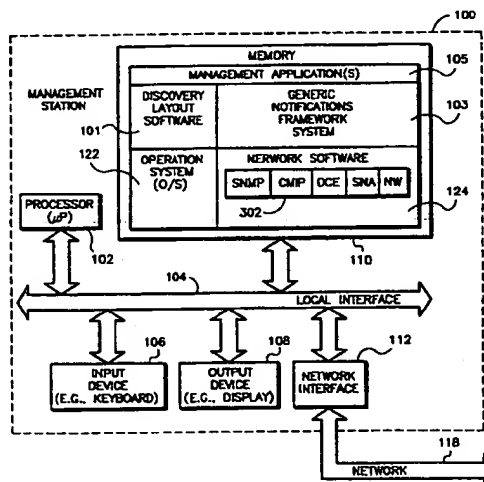 100
MEMORY
MANAGEMENT APPLICATION(S)
105
MANAGEMENT
STATION
DISCOVERY
LAYOUT
SOFTWARE
101
GENERIC
NOTIFICATIONS
FRAMEWORK
SYSTEM
103
122
OPERATION
SYSTEM
(O/S)
NERWORK SOFTWARE
SNMP CMIP DCE SNA NW
302
124
PROCESSOR
(μP)
102
110
104
LOCAL INTERFACE
106
INPUT
DEVICE
(E.G., KEYBOARD)
108
OUTPUT
DEVICE
(E.G., DISPLAY)
112
NETWORK
INTERFACE
118
NETWORK